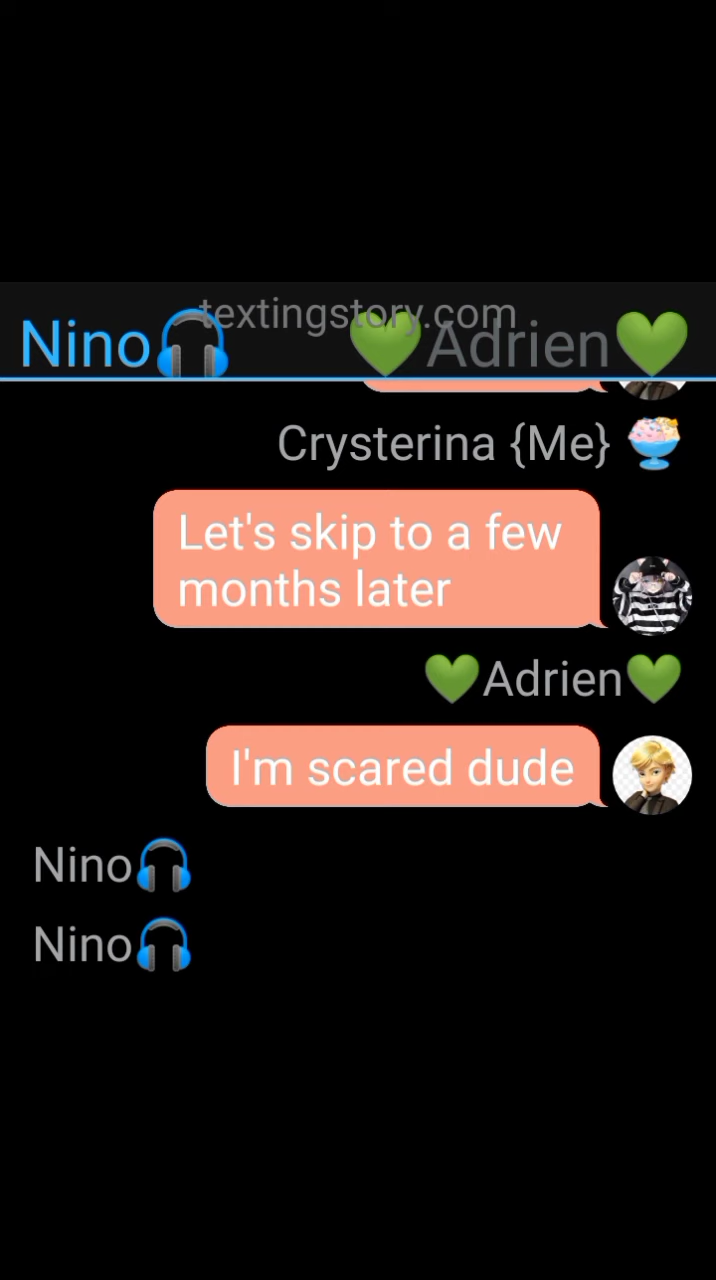 textingstory.com
Nino🎧 💚Adrien💚
Crysterina {Me} 🍨
Let's skip to a few
months later
💚Adrien💚
I'm scared dude
Nino🎧
Nino🎧